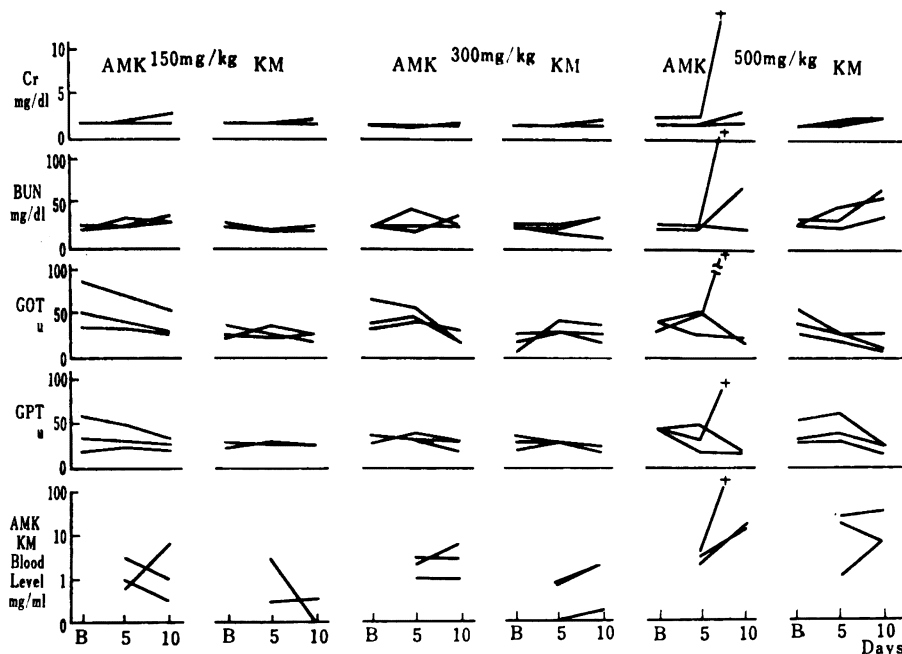 10
Cr 5
mg/dl
0
AMK 150mg/kg KM
AMK 300mg/kg KM
AMK 500mg/kg KM
+
100
BUN 50
mg/dl
0
+
100
GOT 50
u
0
+
100
GPT 50
u
0
+
100
AMK
KM 10
Blood
Level 1
mg/ml
0
+
B 5 10 B 5 10 B 5 10 B 5 10 B 5 10 B 5 10
Days